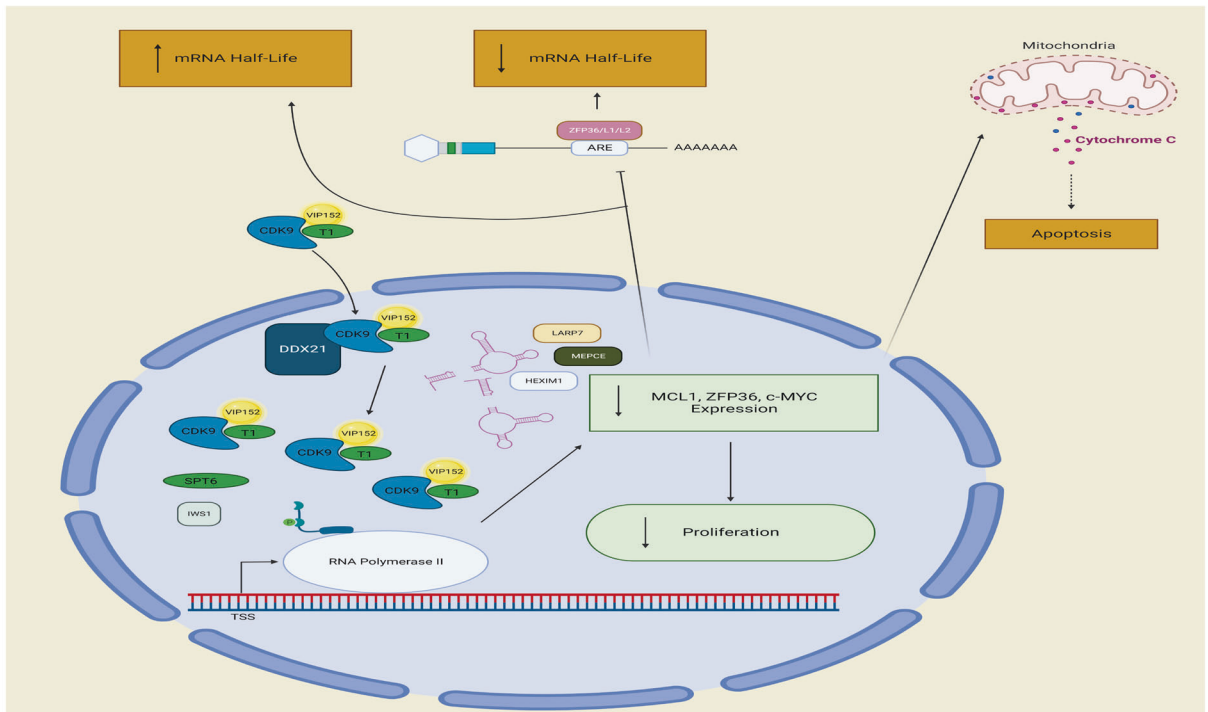 ↑ mRNA Half-Life
↓ mRNA Half-Life
Mitochondria
ZFP36/L1/L2
ARE
AAAAAAA
Cytochrome C
VIP152
CDK9
T1
Apoptosis
VIP152
CDK9
T1
DDX21
LARP7
MEPCE
HEXIM1
↓ MCL1, ZFP36, c-MYC
Expression
VIP152
CDK9
T1
VIP152
CDK9
T1
VIP152
CDK9
T1
SPT6
IWS1
P
↓ Proliferation
RNA Polymerase II
TSS